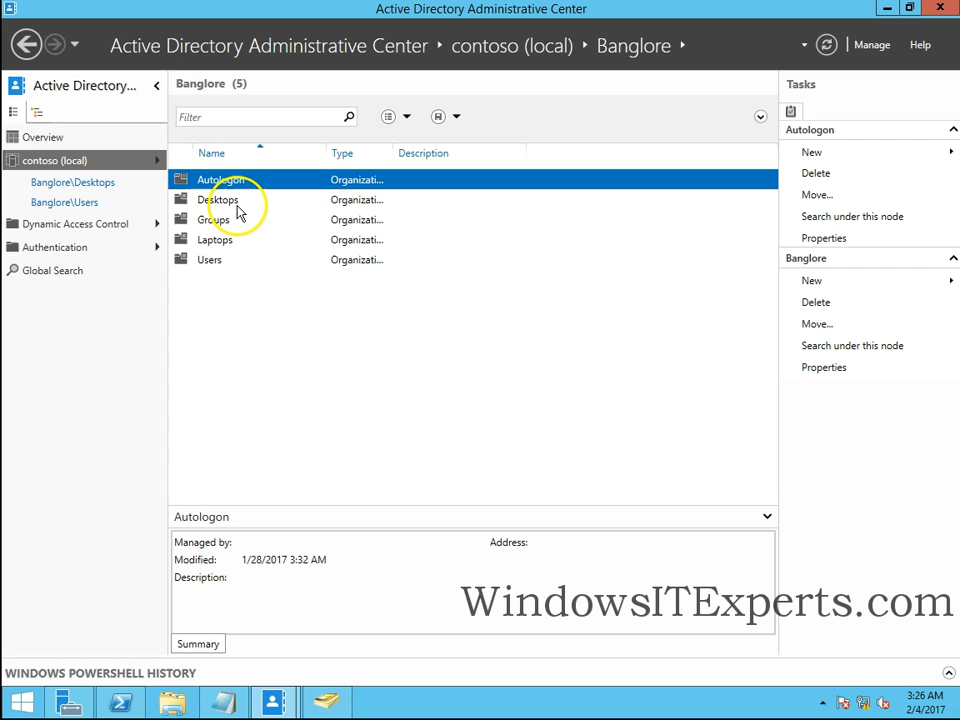 Active Directory Administrative Center
Active Directory Administrative Center • contoso (local) • Banglore •
Manage
Help
Active Directory...
Overview
contoso (local)
Banglore\Desktops
Banglore\Users
Dynamic Access Control
Authentication
Global Search
Banglore (5)
Filter
Name Type Description
Autologon Organizati...
Desktops Organizati...
Groups Organizati...
Laptops Organizati...
Users Organizati...
Autologon
Managed by:
Address:
Modified: 1/28/2017 3:32 AM
Description:
Summary
Tasks
Autologon
New
Delete
Move...
Search under this node
Properties
Banglore
New
Delete
Move...
Search under this node
Properties
WindowsITExperts.com
WINDOWS POWERSHELL HISTORY
3:26 AM
2/4/2017